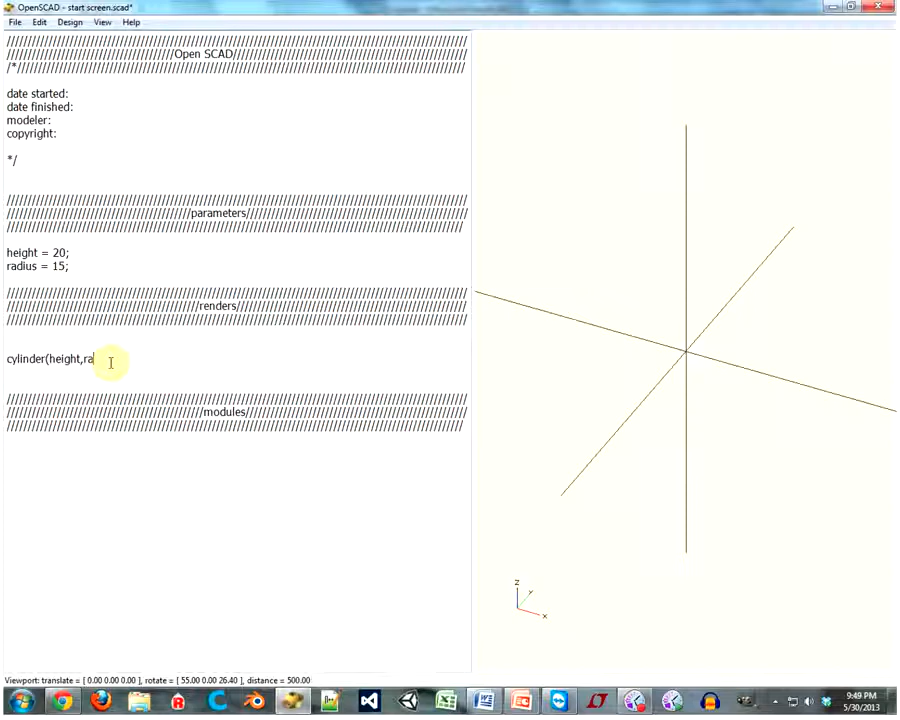 OpenSCAD - start screen.scad*
File Edit Design View Help
////////////////////////////////////////////////////////////////////////////////////////////////////////
//////////////////////////////////////Open SCAD/////////////////////////////////////////////////////
/*/////////////////////////////////////////////////////////////////////////////////////////////////////
date started:
date finished:
modeler:
copyright:
*/
////////////////////////////////////////////////////////////////////////////////////////////////////////
//////////////////////////////////////////parameters//////////////////////////////////////////////////
///////////////////////////////////////////////////////////////////////////////////////////////////////
height = 20;
radius = 15;
////////////////////////////////////////////////////////////////////////////////////////////////////////
////////////////////////////////////////////renders/////////////////////////////////////////////////////
///////////////////////////////////////////////////////////////////////////////////////////////////////
cylinder(height,ra
////////////////////////////////////////////////////////////////////////////////////////////////////////
/////////////////////////////////////////////modules//////////////////////////////////////////////////
///////////////////////////////////////////////////////////////////////////////////////////////////////
z
Y
x
Viewport: translate = [ 0.00 0.00 0.00 ], rotate = [ 55.00 0.00 26.40 ], distance = 500.00
9:49 PM
5/30/2013